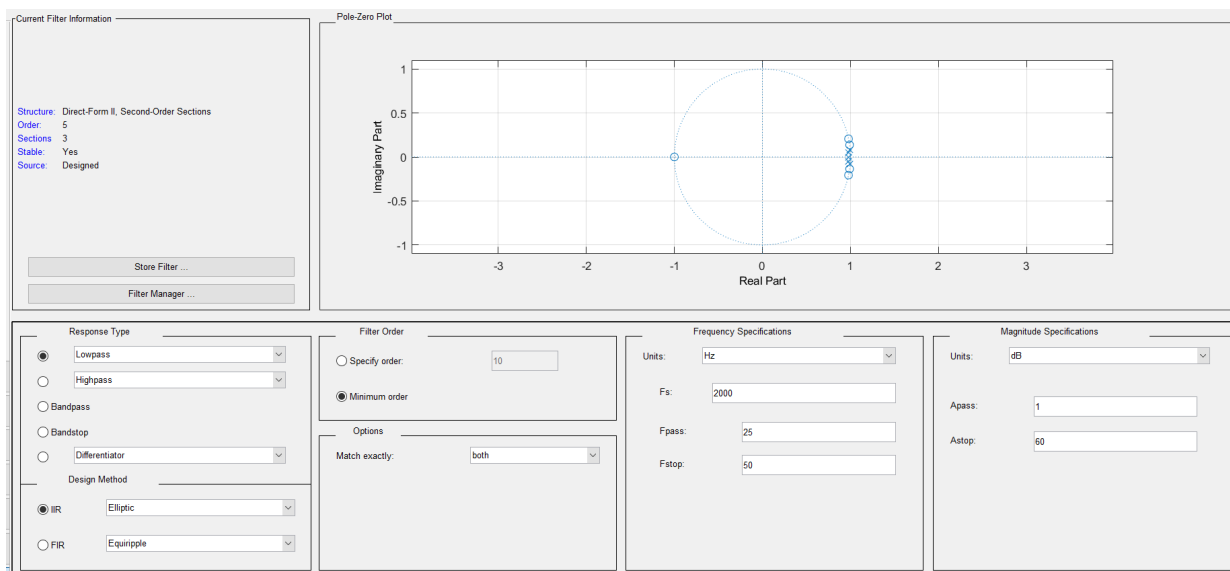 Current Filter Information
Structure: Direct-Form II, Second-Order Sections
Order: 5
Sections 3
Stable: Yes
Source: Designed
Store Filter ...
Filter Manager ...
Pole-Zero Plot
Imaginary Part
1
0.5
0
-0.5
-1
-3 -2 -1 0 1 2 3
Real Part
Response Type
Lowpass
Highpass
Bandpass
Bandstop
Differentiator
Design Method
IIR Elliptic
FIR Equiripple
Filter Order
Specify order: 10
Minimum order
Options
Match exactly: both
Frequency Specifications
Units: Hz
Fs: 2000
Fpass: 25
Fstop: 50
Magnitude Specifications
Units: dB
Apass: 1
Astop: 60